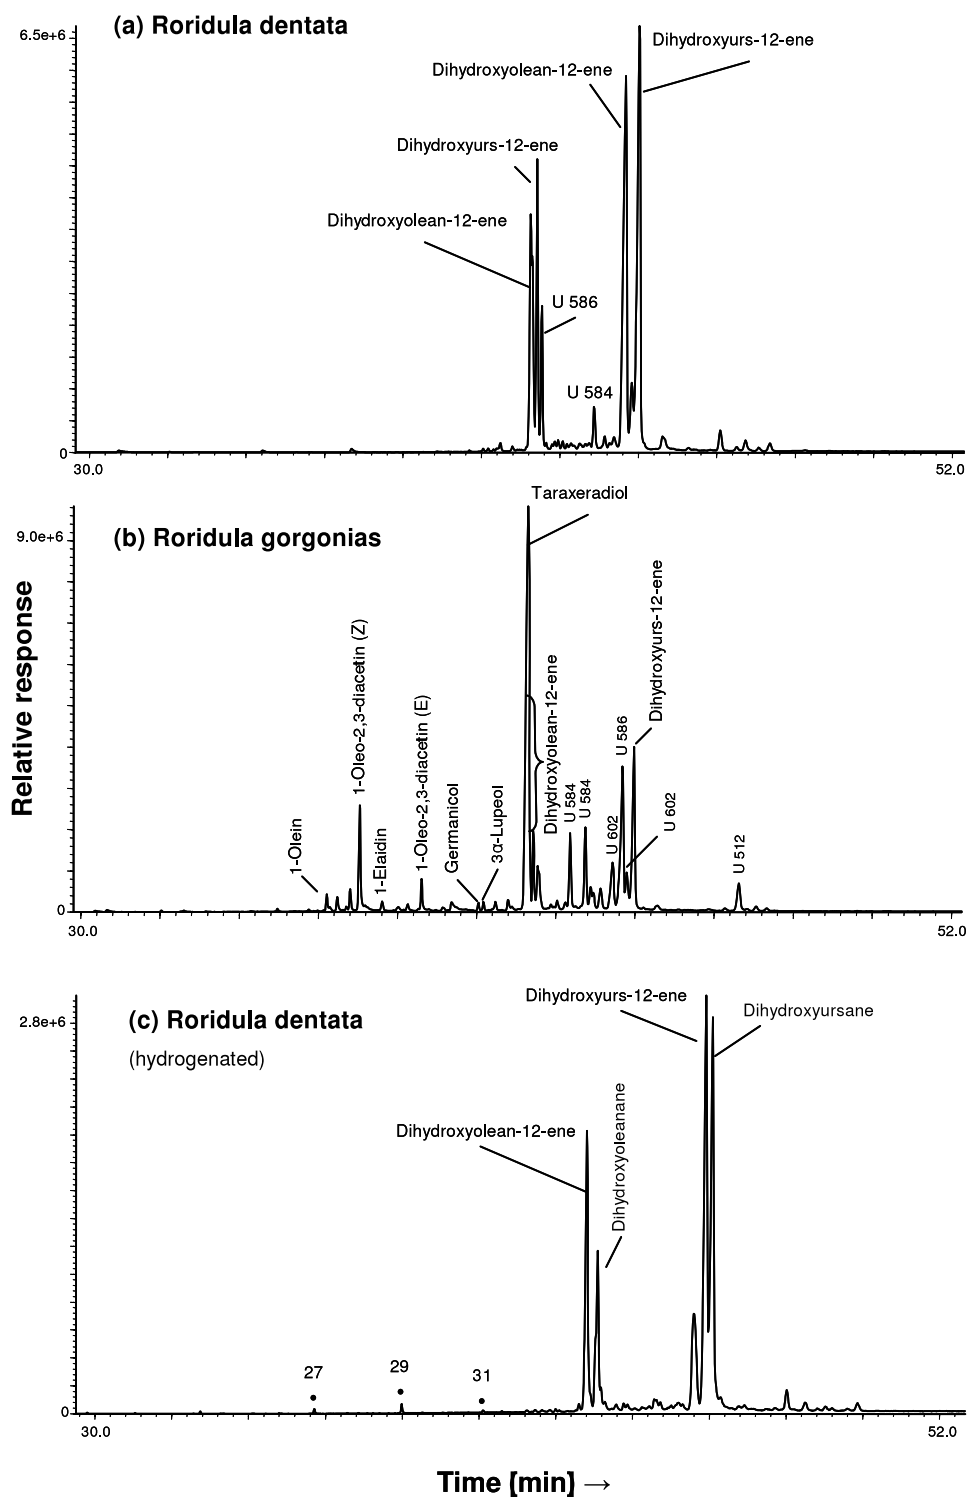 (a) Roridula dentata
6.5e+6
Dihydroxyurs-12-ene
Dihydroxyolean-12-ene
Dihydroxyurs-12-ene
Dihydroxyolean-12-ene
U 586
U 584
0
30.0
52.0
Taraxeradiol
9.0e+6
(b) Roridula gorgonias
Relative response
1-Olein
1-Oleo-2,3-diacetin (Z)
1-Elaidin
1-Oleo-2,3-diacetin (E)
Germanicol
3α-Lupeol
Dihydroxyolean-12-ene
U 584
U 584
U 602
U 586
Dihydroxyurs-12-ene
U 602
U 512
0
30.0
52.0
Dihydroxyurs-12-ene
2.8e+6
(c) Roridula dentata
Dihydroxyursane
(hydrogenated)
Dihydroxyolean-12-ene
Dihydroxyoleanane
27
29
31
0
30.0
52.0
Time [min] →